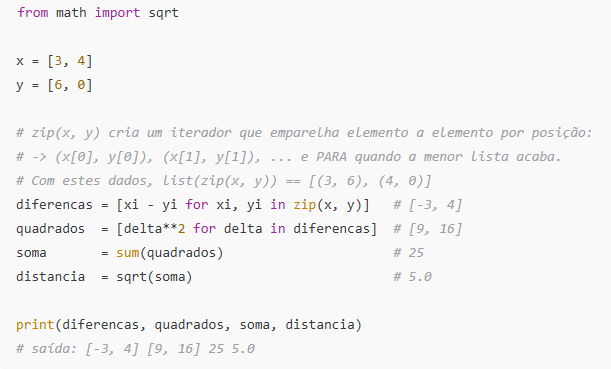 from math import sqrt
x = [3, 4]
y = [6, 0]
# zip(x, y) cria um iterador que emparelha elemento a elemento por posição:
# -> (x[0], y[0]), (x[1], y[1]), ... e PARA quando a menor lista acaba.
# Com estes dados, list(zip(x, y)) == [(3, 6), (4, 0)]
diferencas = [xi - yi for xi, yi in zip(x, y)]   # [-3, 4]
quadrados  = [delta**2 for delta in diferencas]  # [9, 16]
soma       = sum(quadrados)                      # 25
distancia  = sqrt(soma)                          # 5.0
print(diferencas, quadrados, soma, distancia)
# saída: [-3, 4] [9, 16] 25 5.0